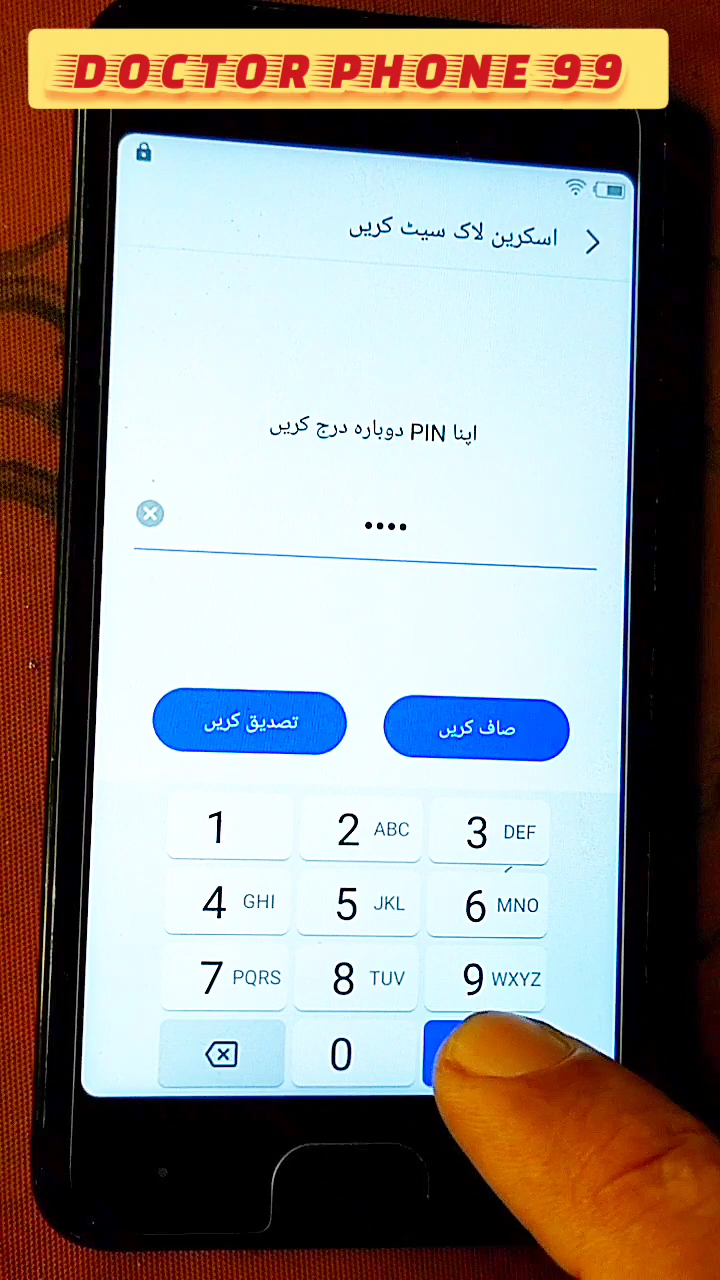 DOCTOR PHONE 99
اسکرین لاک سیٹ کریں
اپنا PIN دوبارہ درج کریں
••••
صاف کریں تصدیق کریں
1 2 ABC 3 DEF
4 GHI 5 JKL 6 MNO
7 PQRS 8 TUV 9 WXYZ
0